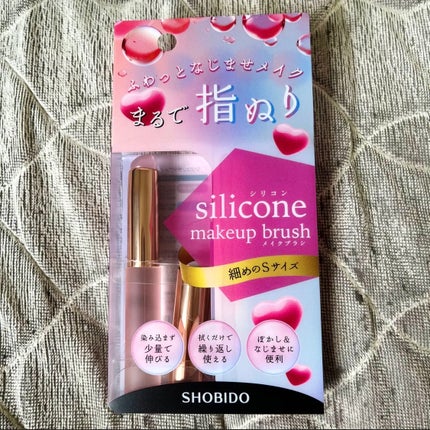 ふわっとなじませメイク
まるで指ぬり
シリコン
silicone
makeup brush
メイクブラシ
細めのSサイズ
染み込まず
少量で
伸びる
拭くだけで
繰り返し
使える
ぼかし&
なじませに
便利
SHOBIDO